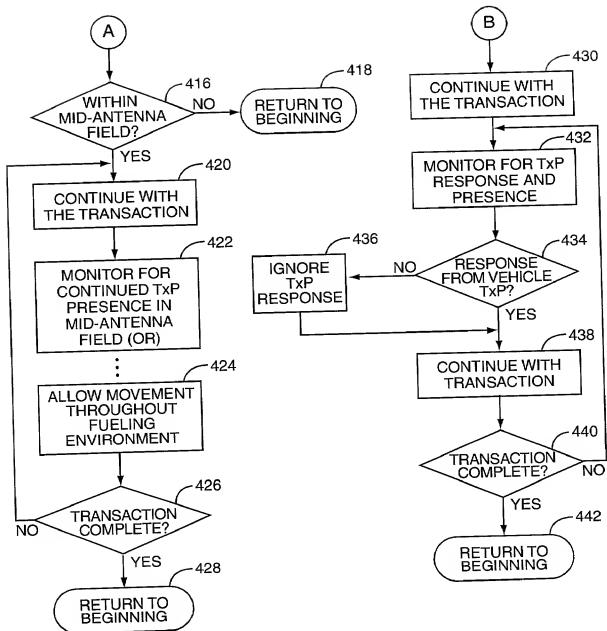 A
416
WITHIN
MID-ANTENNA
FIELD?
NO
418
RETURN TO
BEGINNING
YES
420
CONTINUE WITH
THE TRANSACTION
422
MONITOR FOR
CONTINUED TxP
PRESENCE IN
MID-ANTENNA
FIELD (OR)
424
ALLOW MOVEMENT
THROUGHOUT
FUELING
ENVIRONMENT
426
TRANSACTION
COMPLETE?
NO
YES
428
RETURN TO
BEGINNING
B
430
CONTINUE WITH
THE TRANSACTION
432
MONITOR FOR TxP
RESPONSE AND
PRESENCE
434
RESPONSE
FROM VEHICLE
TxP?
NO
436
IGNORE
TxP
RESPONSE
YES
438
CONTINUE WITH
TRANSACTION
440
TRANSACTION
COMPLETE?
NO
YES
442
RETURN TO
BEGINNING